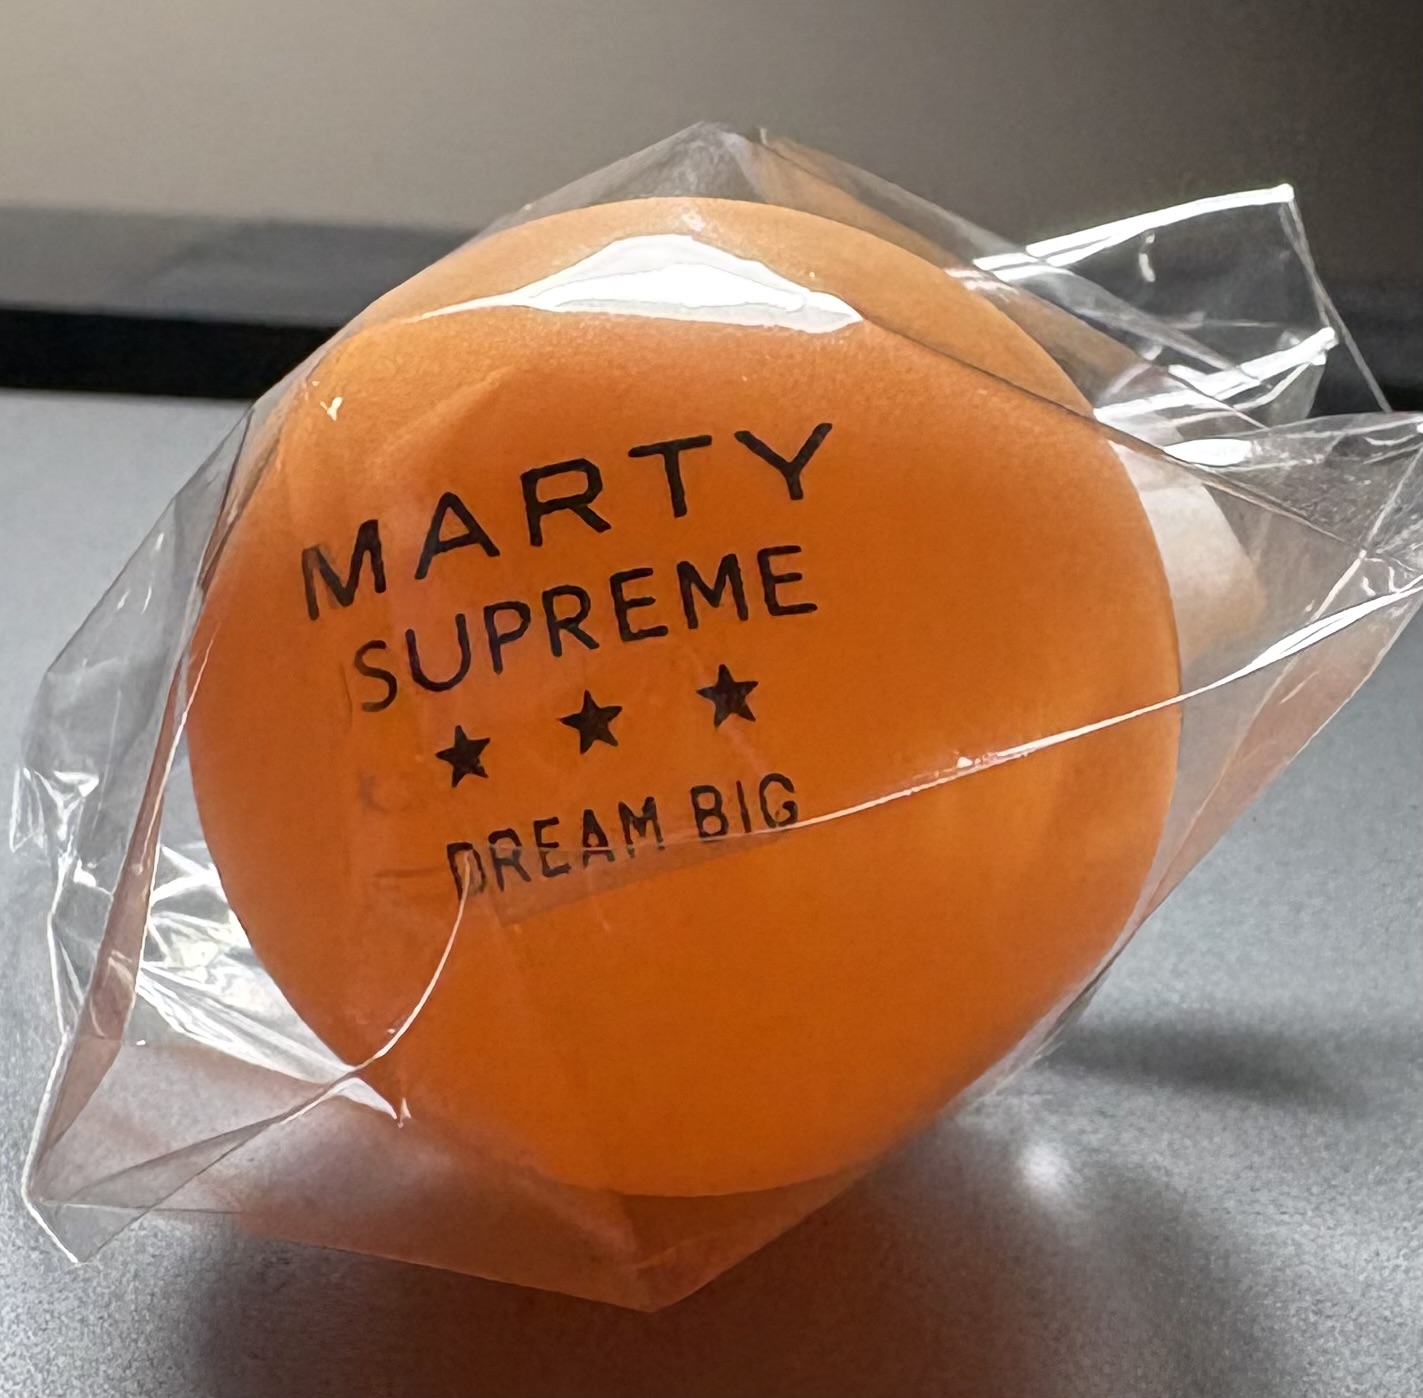 MARTY
SUPREME
★ ★ ★
DREAM BIG